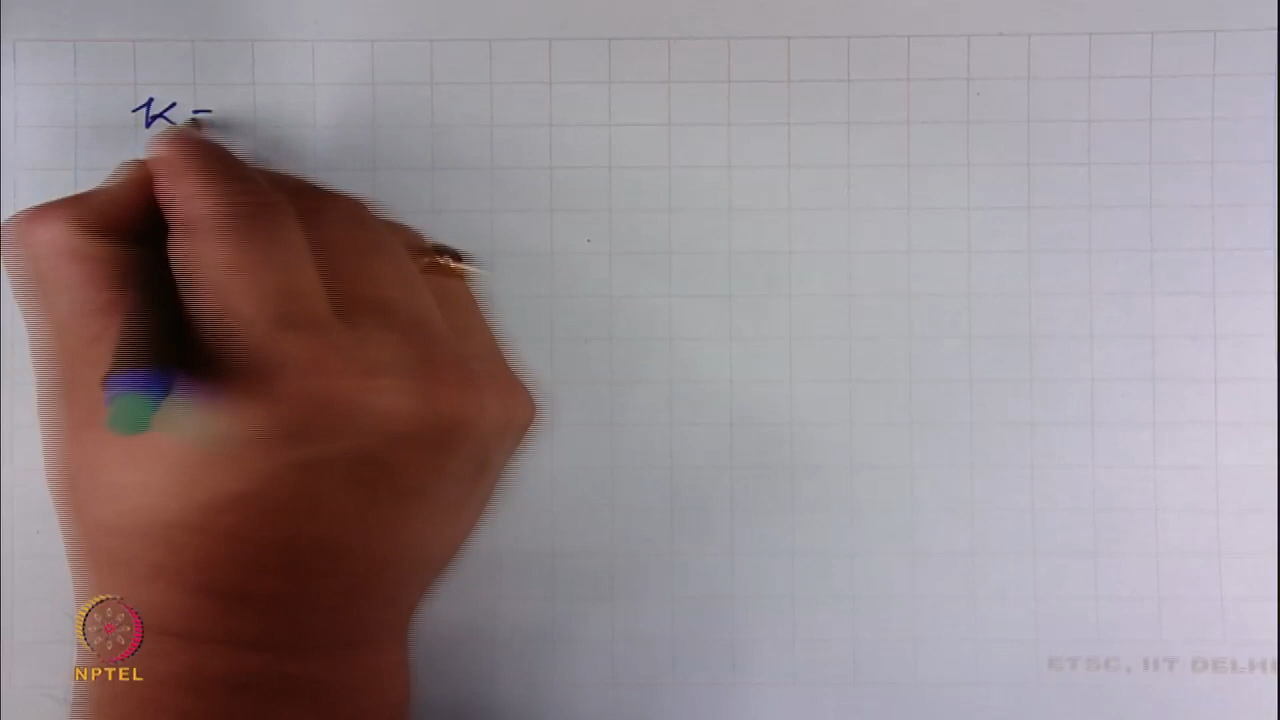 K =
NPTEL
ETSC, IIT DELHI